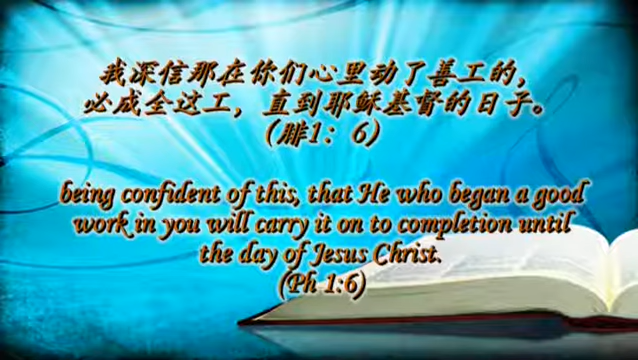 我深信那在你们心里动了善工的，
必成全这工，直到耶稣基督的日子。
(腓1：6)
being confident of this, that He who began a good
work in you will carry it on to completion until
the day of Jesus Christ.
(Ph 1:6)